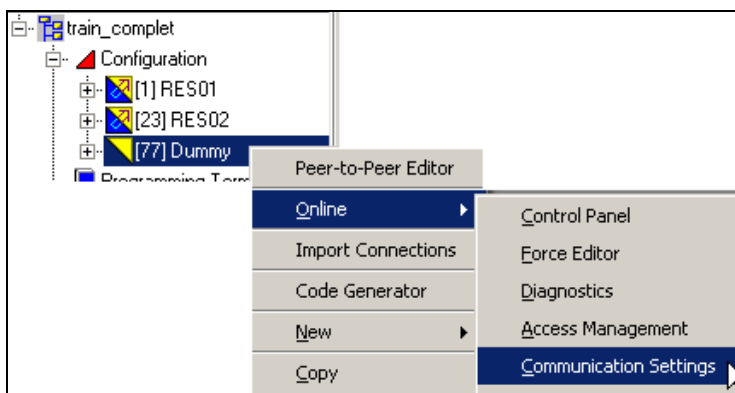 train_complet
Configuration
[1] RES01
[23] RES02
[77] Dummy
Programming
Peer-to-Peer Editor
Online
Import Connections
Code Generator
New
Copy
Control Panel
Force Editor
Diagnostics
Access Management
Communication Settings